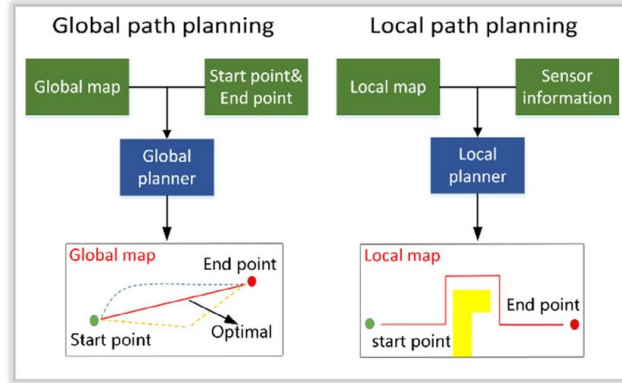 Global path planning
Local path planning
Global map
Start point&
End point
Local map
Sensor
information
Global
planner
Local
planner
Global map
End point
Start point
Optimal
Local map
End point
start point